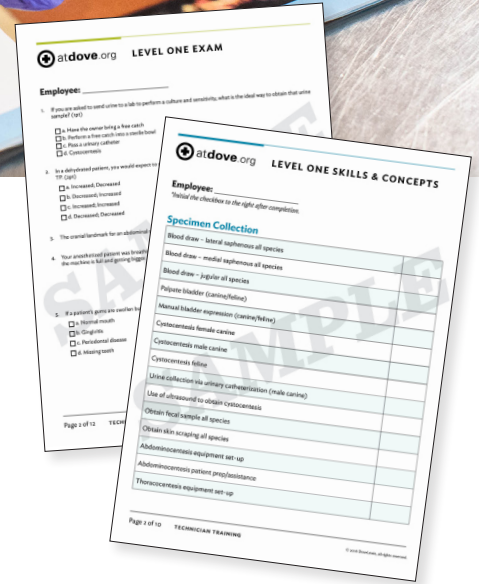 atdove.org LEVEL ONE EXAM
Employee:
1. If you are asked to send urine to a lab to perform a culture and sensitivity, what is the ideal way to obtain that urine
sample? (1pt)
a. Have the owner bring a free catch
b. Perform a free catch into a sterile bowl
c. Pass a urinary catheter
d. Cystocentesis
2. In a dehydrated patient, you would expect to
TP. (1pt)
a. Increased; Decreased
b. Decreased; Increased
c. Increased; Increased
d. Decreased; Decreased
3. The cranial landmark for an abdominal
4. Your anesthetized patient was breathi
the machine is full and getting bigger
5. If a patient's gums are swollen
a. Normal mouth
b. Gingivitis
c. Periodontal disease
d. Missing teeth
Page 2 of 12 TECHNICIAN
SAMPLE
atdove.org LEVEL ONE SKILLS & CONCEPTS
Employee:
*Initial the checkbox to the right after completion.
Specimen Collection
Blood draw – lateral saphenous all species
Blood draw – medial saphenous all species
Blood draw – jugular all species
Palpate bladder (canine/feline)
Manual bladder expression (canine/feline)
Cystocentesis female canine
Cystocentesis male canine
Cystocentesis feline
Urine collection via urinary catheterization (male canine)
Use of ultrasound to obtain cystocentesis
Obtain fecal sample all species
Obtain skin scraping all species
Abdominocentesis equipment set-up
Abdominocentesis patient prep/assistance
Thoracocentesis equipment set-up
Page 2 of 10 TECHNICIAN TRAINING
all rights reserved
SAMPLE